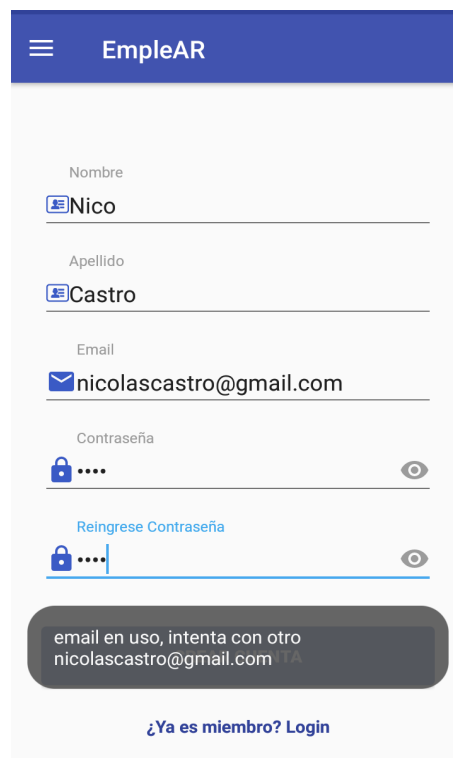 EmpleAR
Nombre
Nico
Apellido
Castro
Email
nicolascastro@gmail.com
Contraseña
••••
Reingrese Contraseña
••••
email en uso, intenta con otro
nicolascastro@gmail.com
¿Ya es miembro? Login